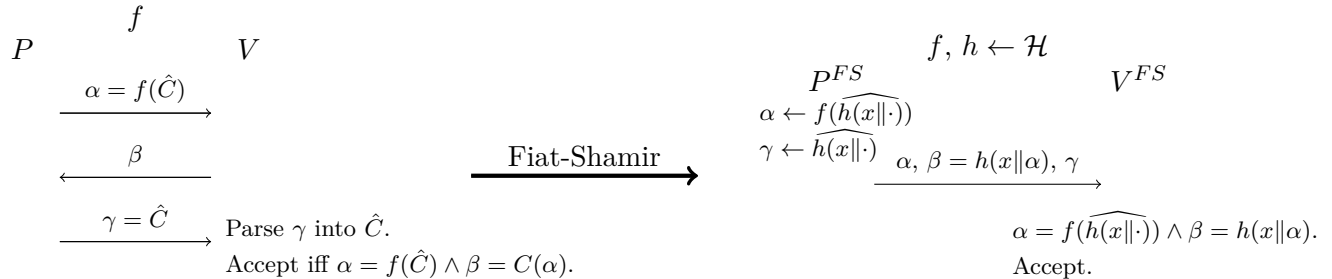 f
P V
α = f(Ĉ)
β
γ = Ĉ
Parse γ into Ĉ.
Accept iff α = f(Ĉ) ∧ β = C(α).
Fiat-Shamir
f, h ← ℋ
P^{FS} V^{FS}
α ← f(\widehat{h(x∥·)})
γ ← \widehat{h(x∥·)}
α, β = h(x∥α), γ
α = f(\widehat{h(x∥·)}) ∧ β = h(x∥α).
Accept.